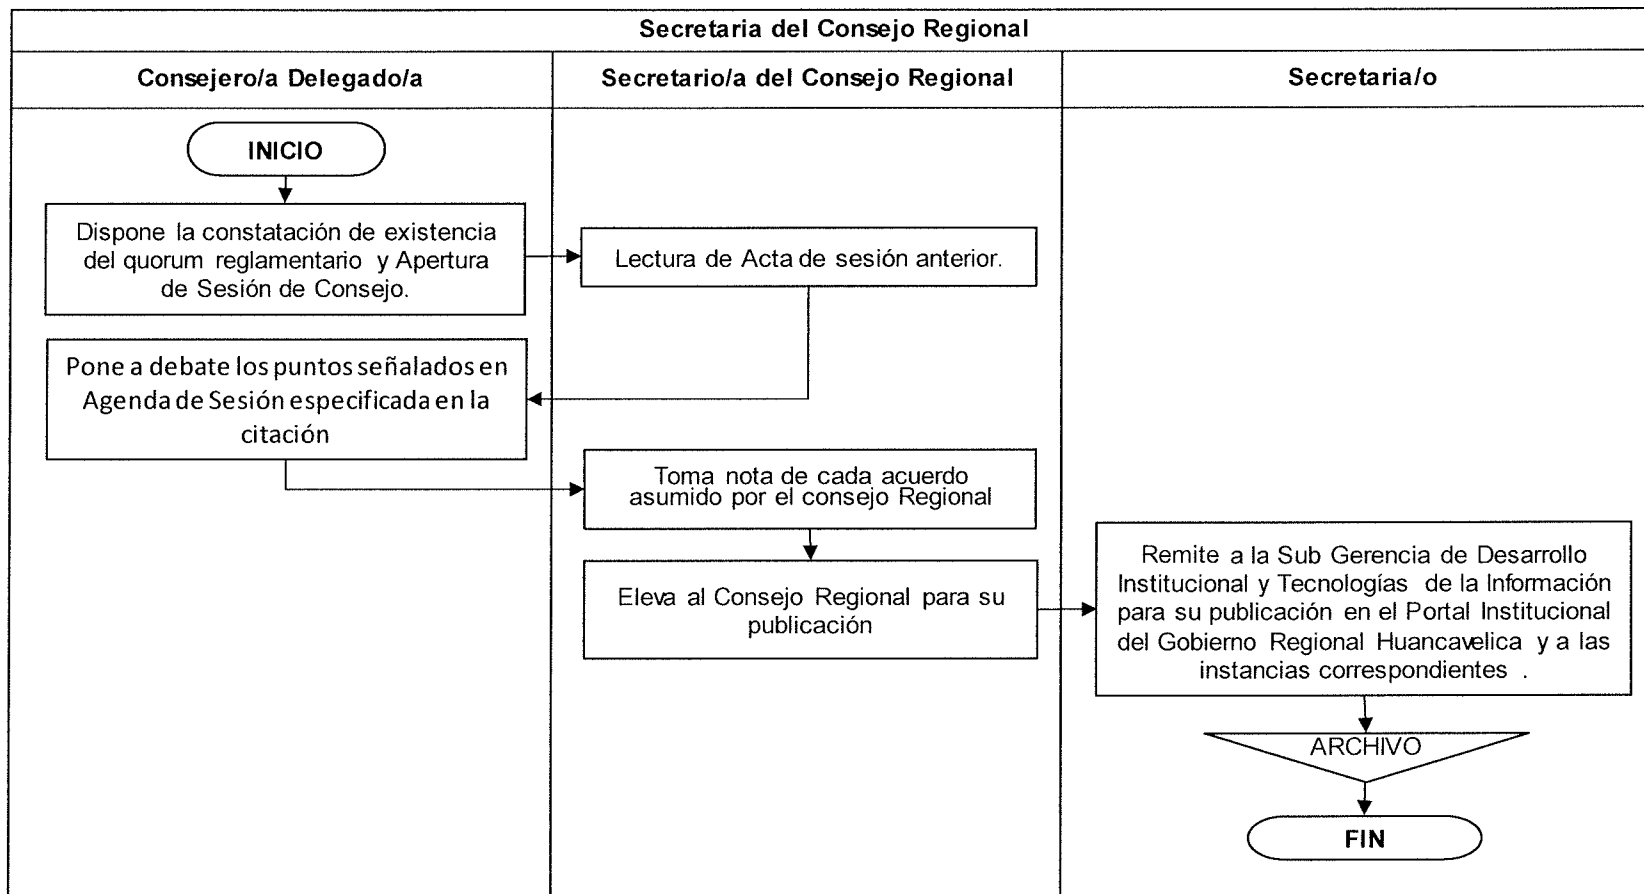 Secretaria del Consejo Regional
Consejero/a Delegado/a
Secretario/a del Consejo Regional
Secretaria/o
INICIO
Dispone la constatación de existencia
del quorum reglamentario y Apertura
de Sesión de Consejo.
Lectura de Acta de sesión anterior.
Pone a debate los puntos señalados en
Agenda de Sesión especificada en la
citación
Toma nota de cada acuerdo
asumido por el consejo Regional
Eleva al Consejo Regional para su
publicación
Remite a la Sub Gerencia de Desarrollo
Institucional y Tecnologías de la Información
para su publicación en el Portal Institucional
del Gobierno Regional Huancavelica y a las
instancias correspondientes .
ARCHIVO
FIN